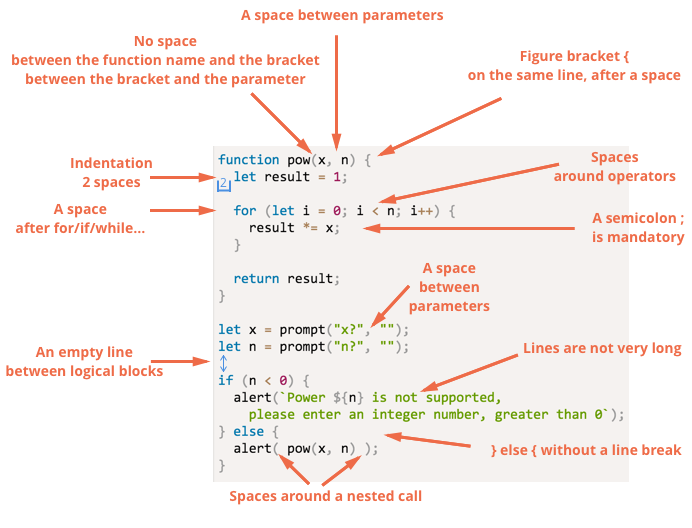 A space between parameters
No space
between the function name and the bracket
between the bracket and the parameter
Figure bracket {
on the same line, after a space
Indentation
2 spaces
A space
after for/if/while...
An empty line
between logical blocks
function pow(x, n) {
2
  let result = 1;

  for (let i = 0; i < n; i++) {
    result *= x;
  }

  return result;
}

let x = prompt("x?", "");
let n = prompt("n?", "");

if (n < 0) {
  alert(`Power ${n} is not supported,
    please enter an integer number, greater than 0`);
} else {
  alert( pow(x, n) );
}
Spaces
around operators
A semicolon ;
is mandatory
A space
between
parameters
Lines are not very long
} else { without a line break
Spaces around a nested call